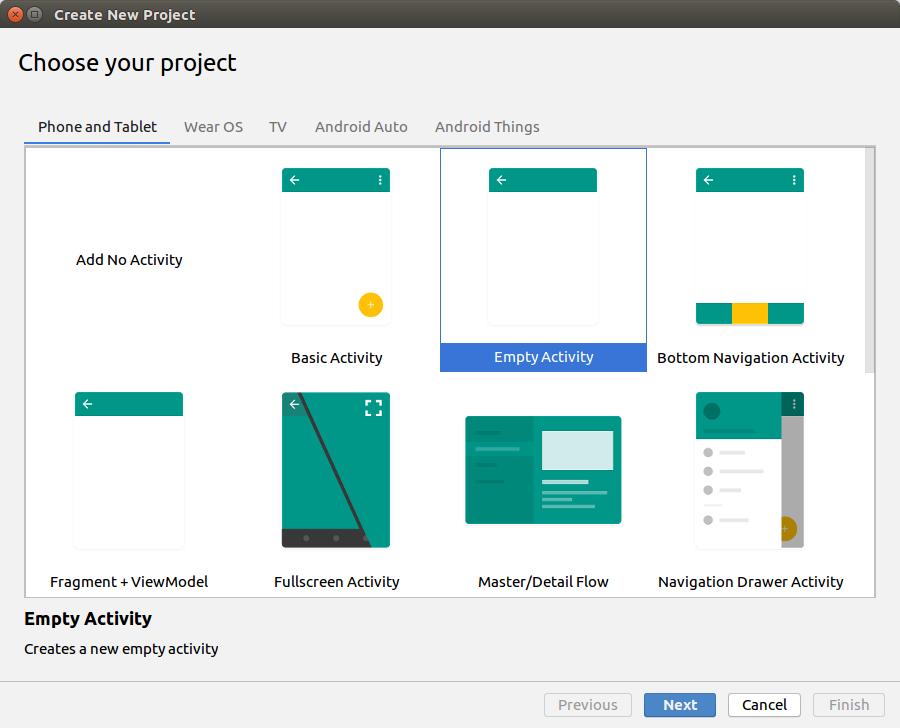 Create New Project
Choose your project
Phone and Tablet
Wear OS
TV
Android Auto
Android Things
Add No Activity
Basic Activity
Empty Activity
Bottom Navigation Activity
Fragment + ViewModel
Fullscreen Activity
Master/Detail Flow
Navigation Drawer Activity
Empty Activity
Creates a new empty activity
Previous
Next
Cancel
Finish